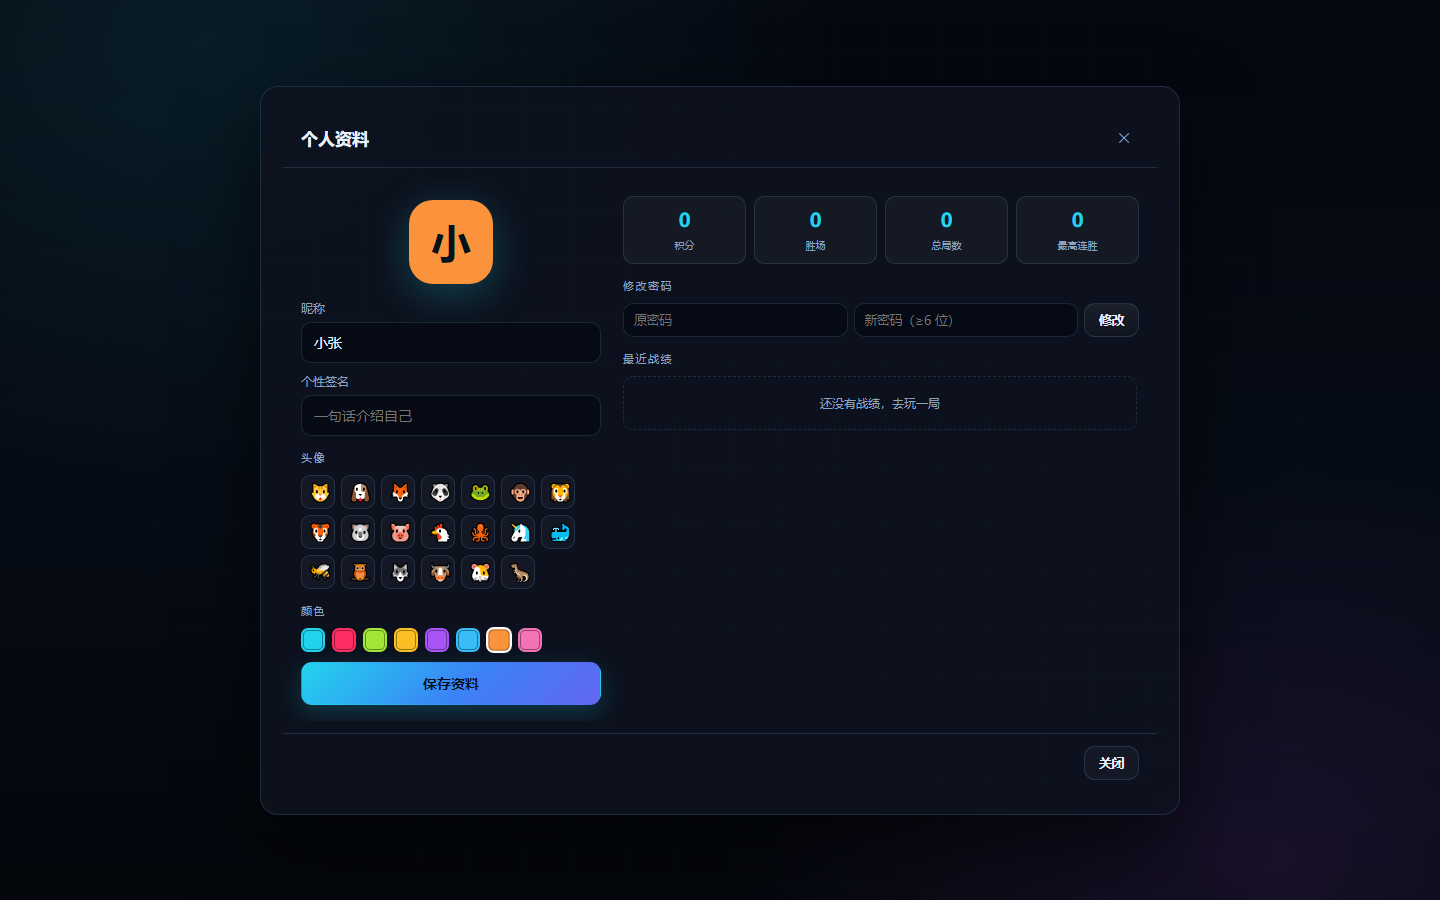 个人资料
小
昵称
小张
个性签名
一句话介绍自己
头像
颜色
保存资料
0
积分
0
胜场
0
总局数
0
最高连胜
修改密码
原密码
新密码（≥6 位）
修改
最近战绩
还没有战绩，去玩一局
关闭